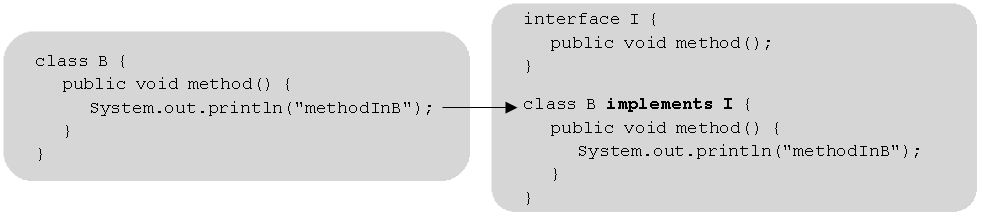 class B {
public void method() {
System.out.println("methodInB");
}
}
interface I {
public void method();
}
class B implements I {
public void method() {
System.out.println("methodInB");
}
}